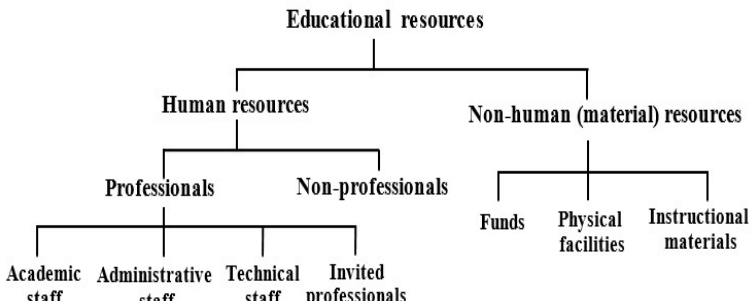 Educational resources
Human resources
Non-human (material) resources
Professionals
Non-professionals
Funds
Physical
facilities
Instructional
materials
Academic
staff
Administrative
staff
Technical
staff
Invited
professionals